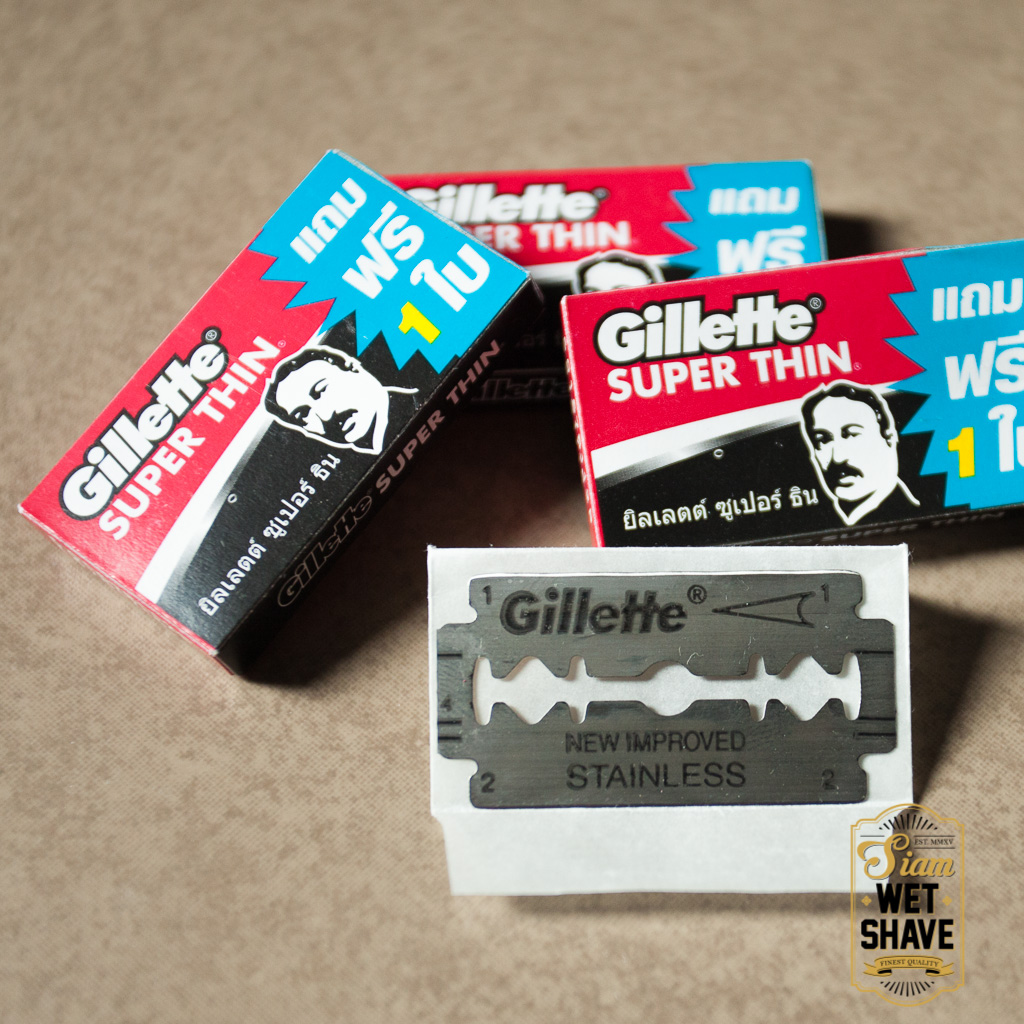 แถม
ฟรี
1 ใบ
Gillette®
SUPER THIN
ยิลเลตต์ ซูเปอร์ ธิน
Gillette SUPER THIN
Gillette®
SUPER THIN
แถม
ฟรี
Gillette
Gillette®
SUPER THIN
แถม
ฟรี
1 ใบ
ยิลเลตต์ ซูเปอร์ ธิน
SUPER THIN
1 Gillette® 1
4
NEW IMPROVED
STAINLESS
2 2
EST. MMXV
Siam
WET
SHAVE
FINEST QUALITY